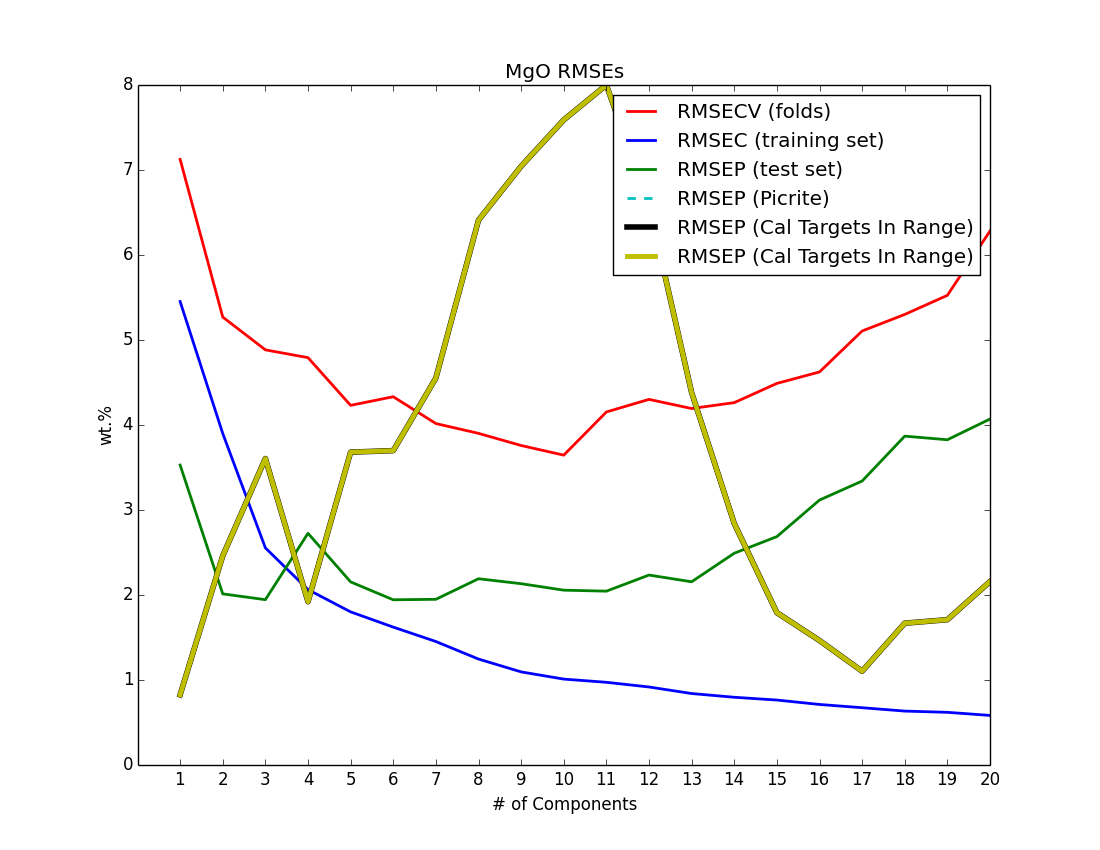 MgO RMSEs
8
7
6
5
4
3
2
1
0
wt.%
RMSECV (folds)
RMSEC (training set)
RMSEP (test set)
RMSEP (Picrite)
RMSEP (Cal Targets In Range)
RMSEP (Cal Targets In Range)
1 2 3 4 5 6 7 8 9 10 11 12 13 14 15 16 17 18 19 20
# of Components